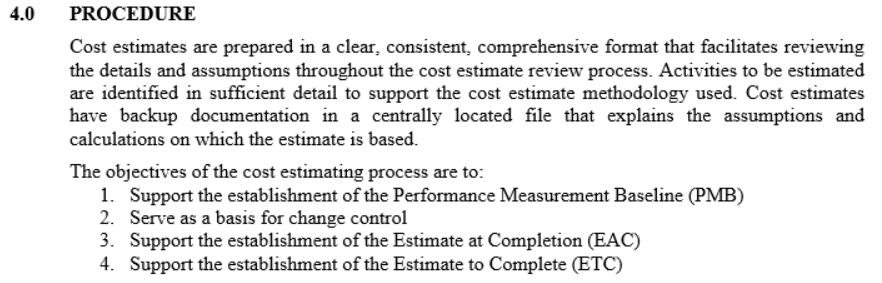 4.0 PROCEDURE
Cost estimates are prepared in a clear, consistent, comprehensive format that facilitates reviewing
the details and assumptions throughout the cost estimate review process. Activities to be estimated
are identified in sufficient detail to support the cost estimate methodology used. Cost estimates
have backup documentation in a centrally located file that explains the assumptions and
calculations on which the estimate is based.
The objectives of the cost estimating process are to:
1. Support the establishment of the Performance Measurement Baseline (PMB)
2. Serve as a basis for change control
3. Support the establishment of the Estimate at Completion (EAC)
4. Support the establishment of the Estimate to Complete (ETC)